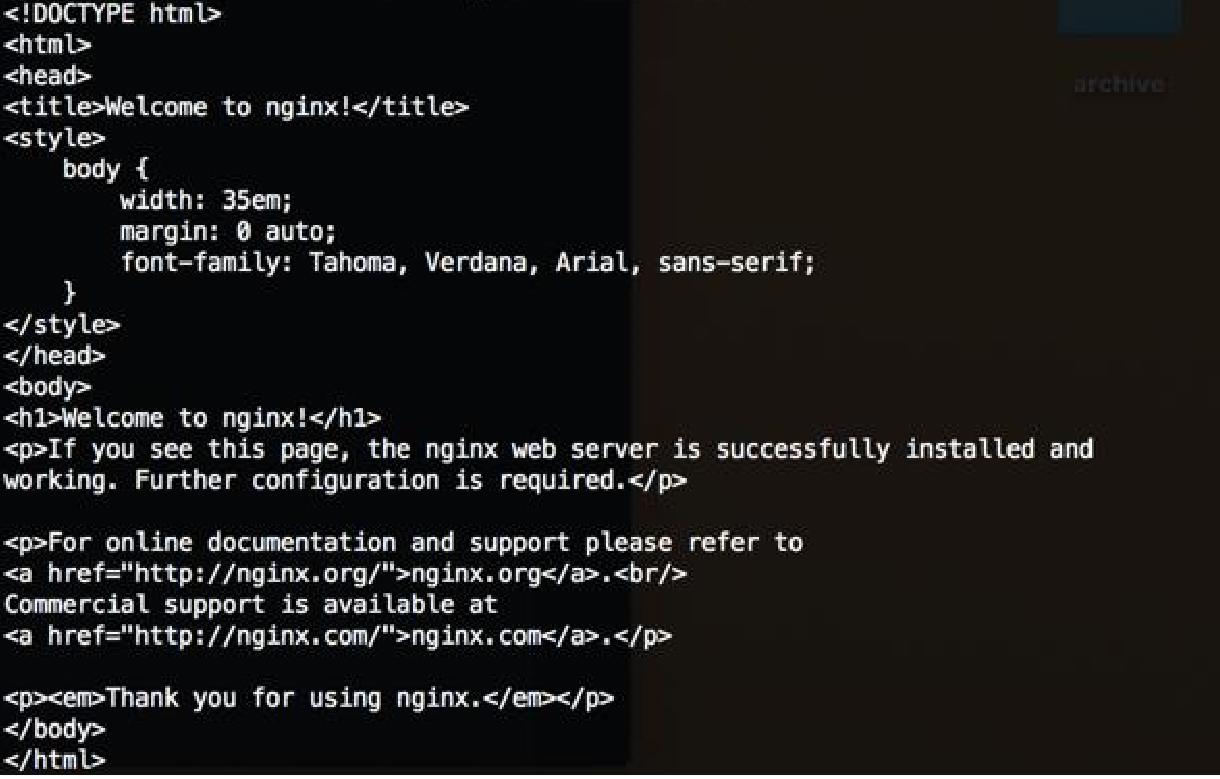 <!DOCTYPE html>
<html>
<head>
<title>Welcome to nginx!</title>
<style>
    body {
        width: 35em;
        margin: 0 auto;
        font-family: Tahoma, Verdana, Arial, sans-serif;
    }
</style>
</head>
<body>
<h1>Welcome to nginx!</h1>
<p>If you see this page, the nginx web server is successfully installed and
working. Further configuration is required.</p>

<p>For online documentation and support please refer to
<a href="http://nginx.org/">nginx.org</a>.<br/>
Commercial support is available at
<a href="http://nginx.com/">nginx.com</a>.</p>

<p><em>Thank you for using nginx.</em></p>
</body>
</html>
archive